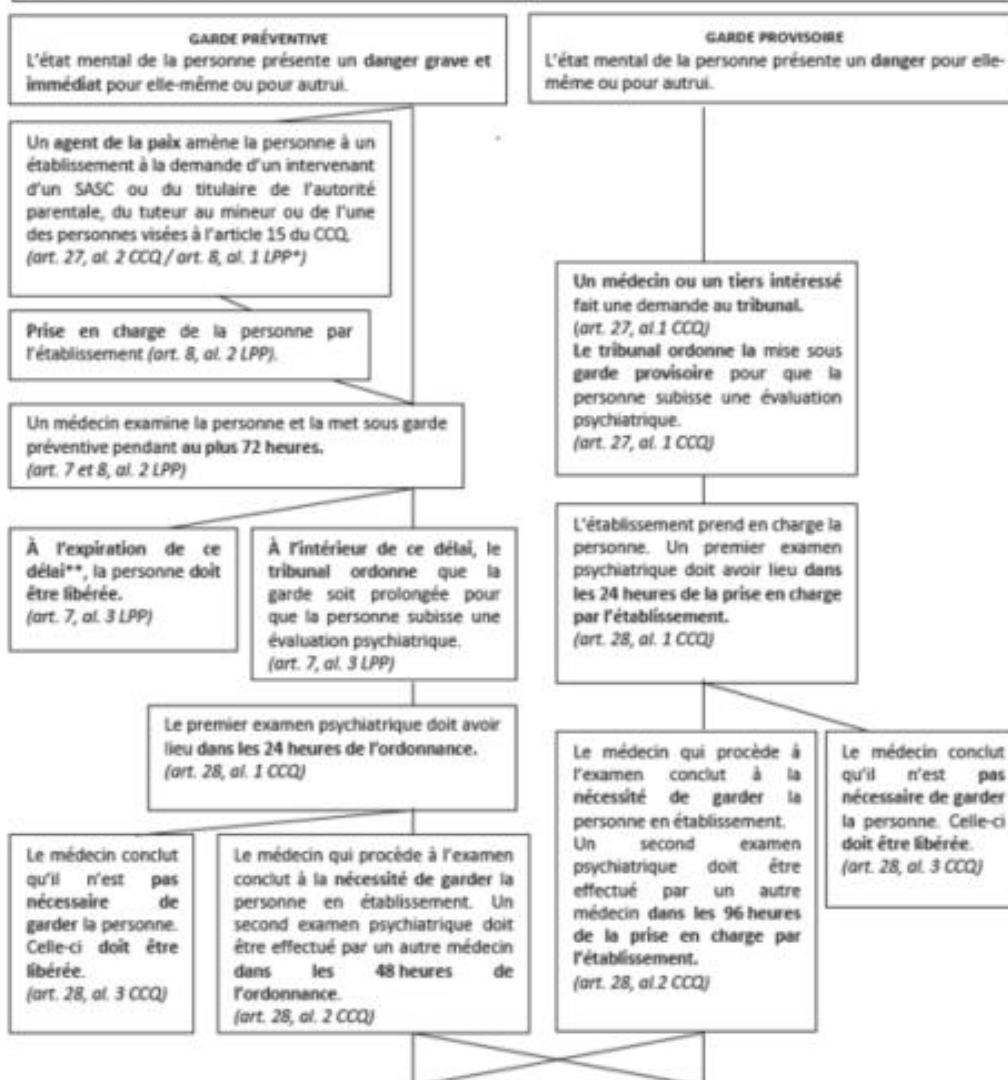 GARDE PRÉVENTIVE
L'état mental de la personne présente un danger grave et
immédiat pour elle-même ou pour autrui.
GARDE PROVISOIRE
L'état mental de la personne présente un danger pour elle-
même ou pour autrui.
Un agent de la paix amène la personne à un
établissement à la demande d'un intervenant
d'un SASC ou du titulaire de l'autorité
parentale, du tuteur au mineur ou de l'une
des personnes visées à l'article 15 du CCQ.
(art. 27, al. 2 CCQ / art. 8, al. 1 LPP*)
Prise en charge de la personne par
l'établissement (art. 8, al. 2 LPP).
Un médecin examine la personne et la met sous garde
préventive pendant au plus 72 heures.
(art. 7 et 8, al. 2 LPP)
À l'expiration de ce
délai**, la personne doit
être libérée.
(art. 7, al. 3 LPP)
À l'intérieur de ce délai, le
tribunal ordonne que la
garde soit prolongée pour
que la personne subisse une
évaluation psychiatrique.
(art. 7, al. 3 LPP)
Le premier examen psychiatrique doit avoir
lieu dans les 24 heures de l'ordonnance.
(art. 28, al. 1 CCQ)
Le médecin conclut
qu'il n'est pas
nécessaire de
garder la personne.
Celle-ci doit être
libérée.
(art. 28, al. 3 CCQ)
Le médecin qui procède à l'examen
conclut à la nécessité de garder la
personne en établissement. Un
second examen psychiatrique doit
être effectué par un autre médecin
dans les 48 heures de
l'ordonnance.
(art. 28, al. 2 CCQ)
Un médecin ou un tiers intéressé
fait une demande au tribunal.
(art. 27, al.1 CCQ)
Le tribunal ordonne la mise sous
garde provisoire pour que la
personne subisse une évaluation
psychiatrique.
(art. 27, al. 1 CCQ)
L'établissement prend en charge la
personne. Un premier examen
psychiatrique doit avoir lieu dans
les 24 heures de la prise en charge
par l'établissement.
(art. 28, al. 1 CCQ)
Le médecin qui procède à
l'examen conclut à la
nécessité de garder la
personne en établissement.
Un second examen
psychiatrique doit être
effectué par un autre
médecin dans les 96 heures
de la prise en charge par
l'établissement.
(art. 28, al.2 CCQ)
Le médecin conclut
qu'il n'est pas
nécessaire de garder
la personne. Celle-ci
doit être libérée.
(art. 28, al. 3 CCQ)